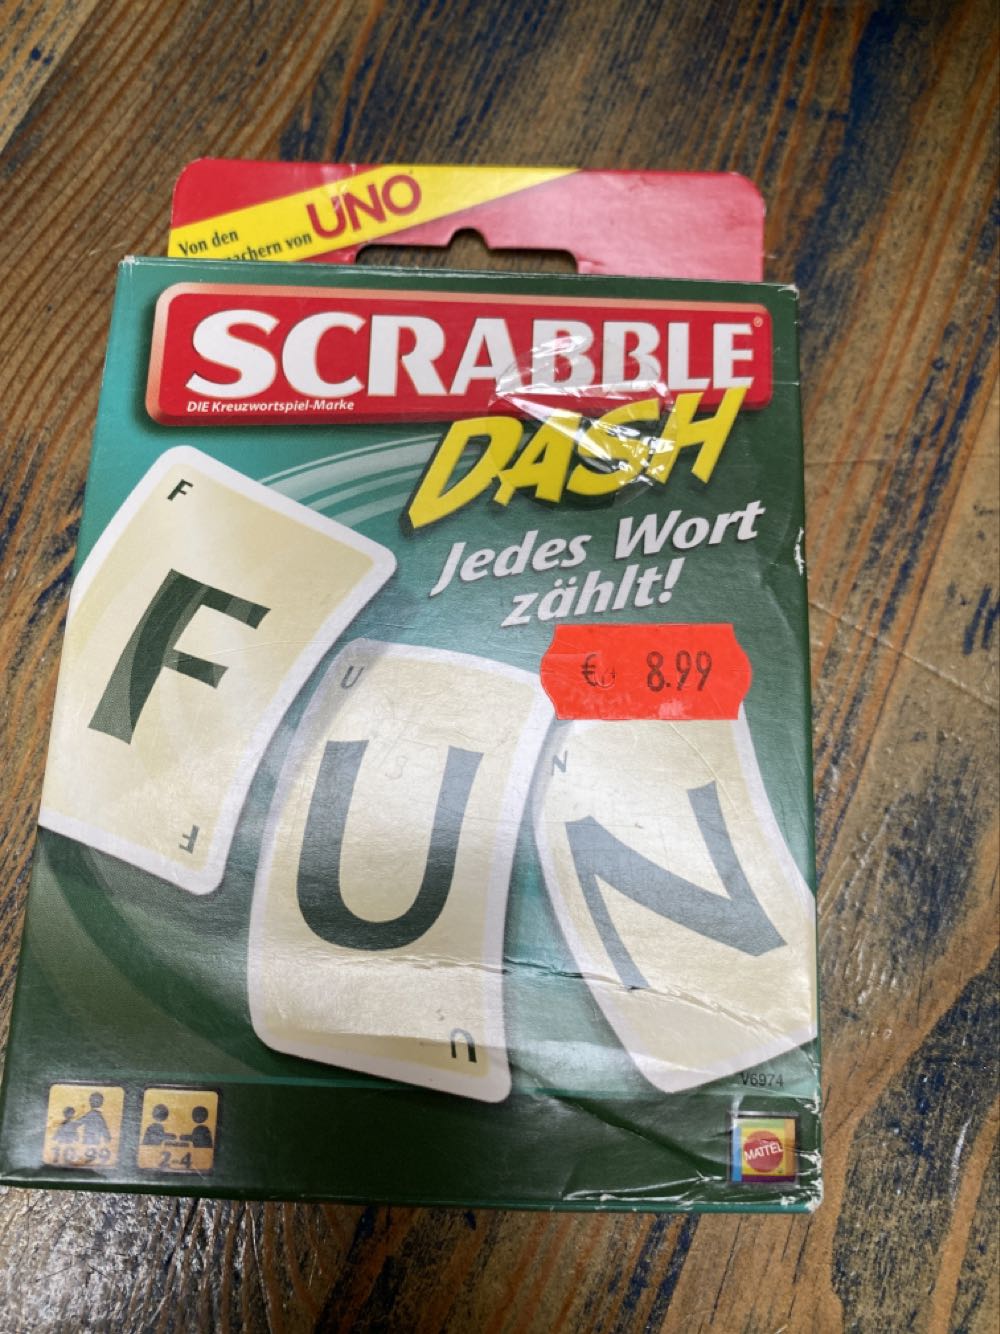 Von den
von UNO
SCRABBLE®
DIE Kreuzwortspiel-Marke
DASH
Jedes Wort
zählt!
€ 8.99
F
F
F
U
U
U
N
N
V6974
10-99
2-4
MATTEL